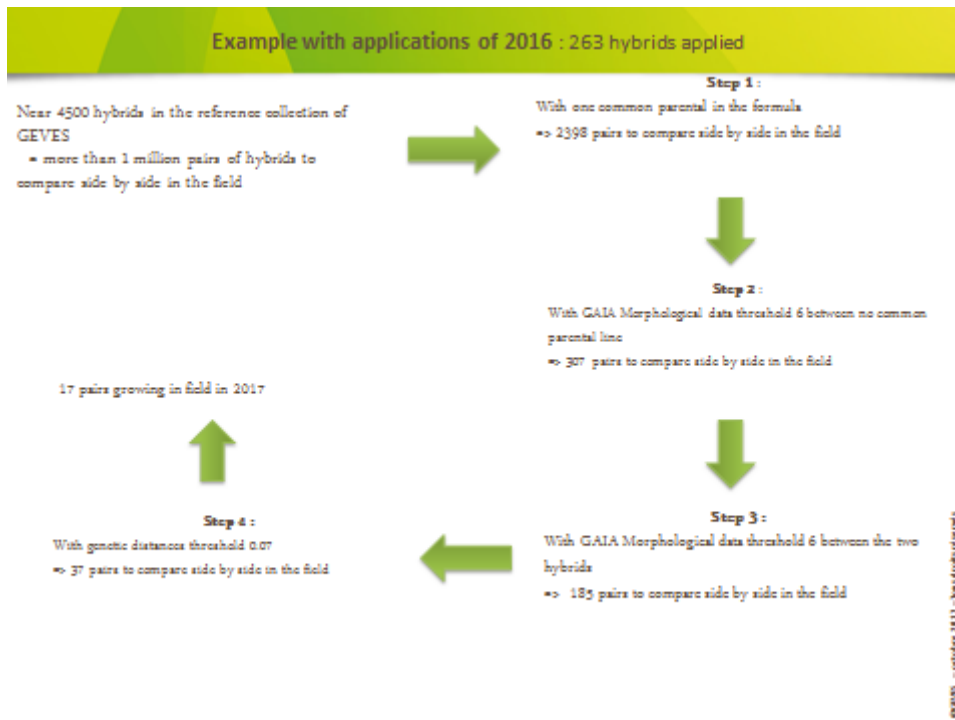 Example with applications of 2016 : 263 hybrids applied
Near 4500 hybrids in the reference collection of
GEVES
= more than 1 million pairs of hybrids to
compare side by side in the field
Step 1 :
With one common parental in the formula
=> 2398 pairs to compare side by side in the field
Step 2 :
With GAIA Morphological data threshold 6 between no common
parental line
=> 307 pairs to compare side by side in the field
Step 3 :
With GAIA Morphological data threshold 6 between the two
hybrids
=> 185 pairs to compare side by side in the field
Step 4 :
With genetic distances threshold 0.07
=> 37 pairs to compare side by side in the field
17 pairs growing in field in 2017